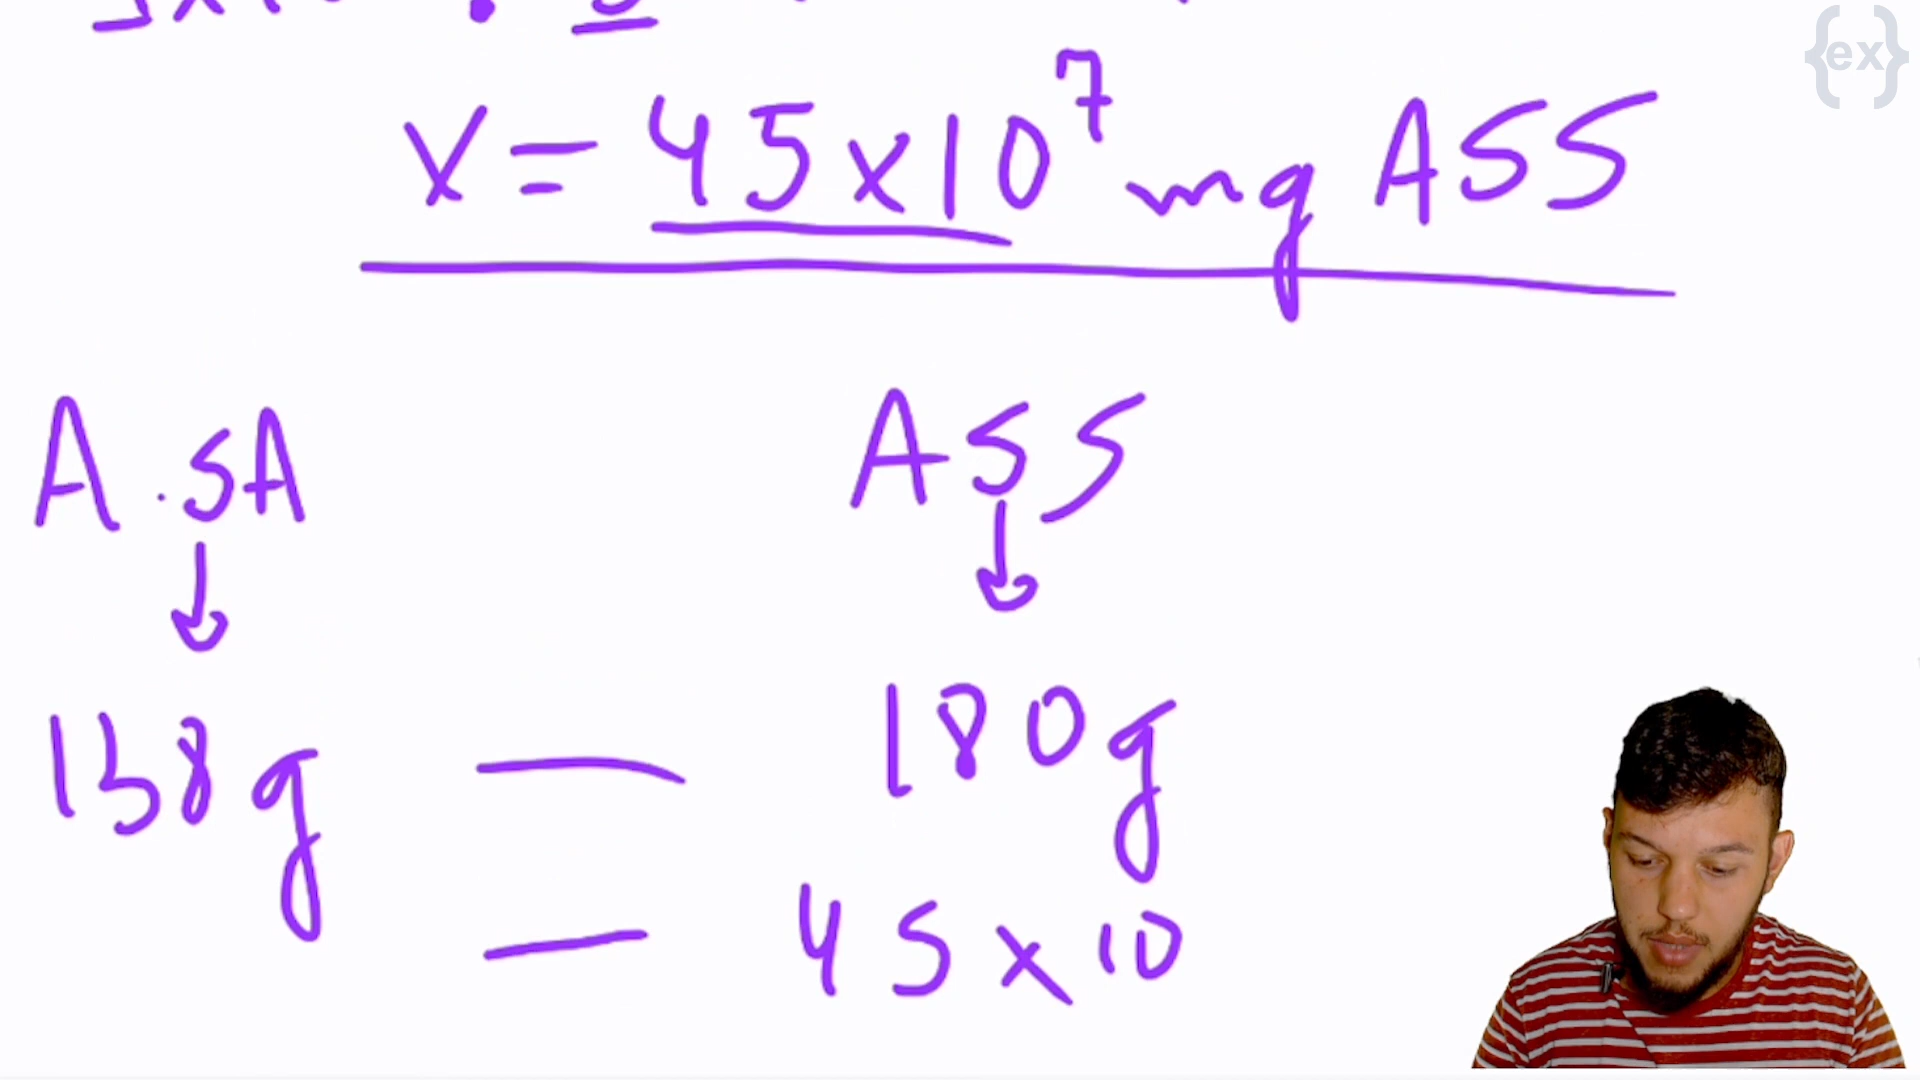 {ex}
x = 45x10⁷ mg ASS
A.SA ASS
138g — 180g
— 45x10